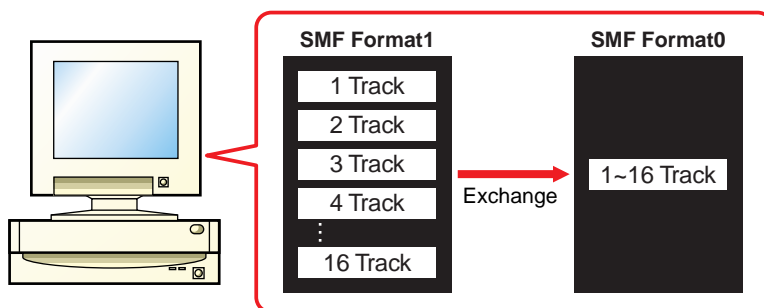 SMF Format1
1 Track
2 Track
3 Track
4 Track
16 Track
Exchange
SMF Format0
1~16 Track